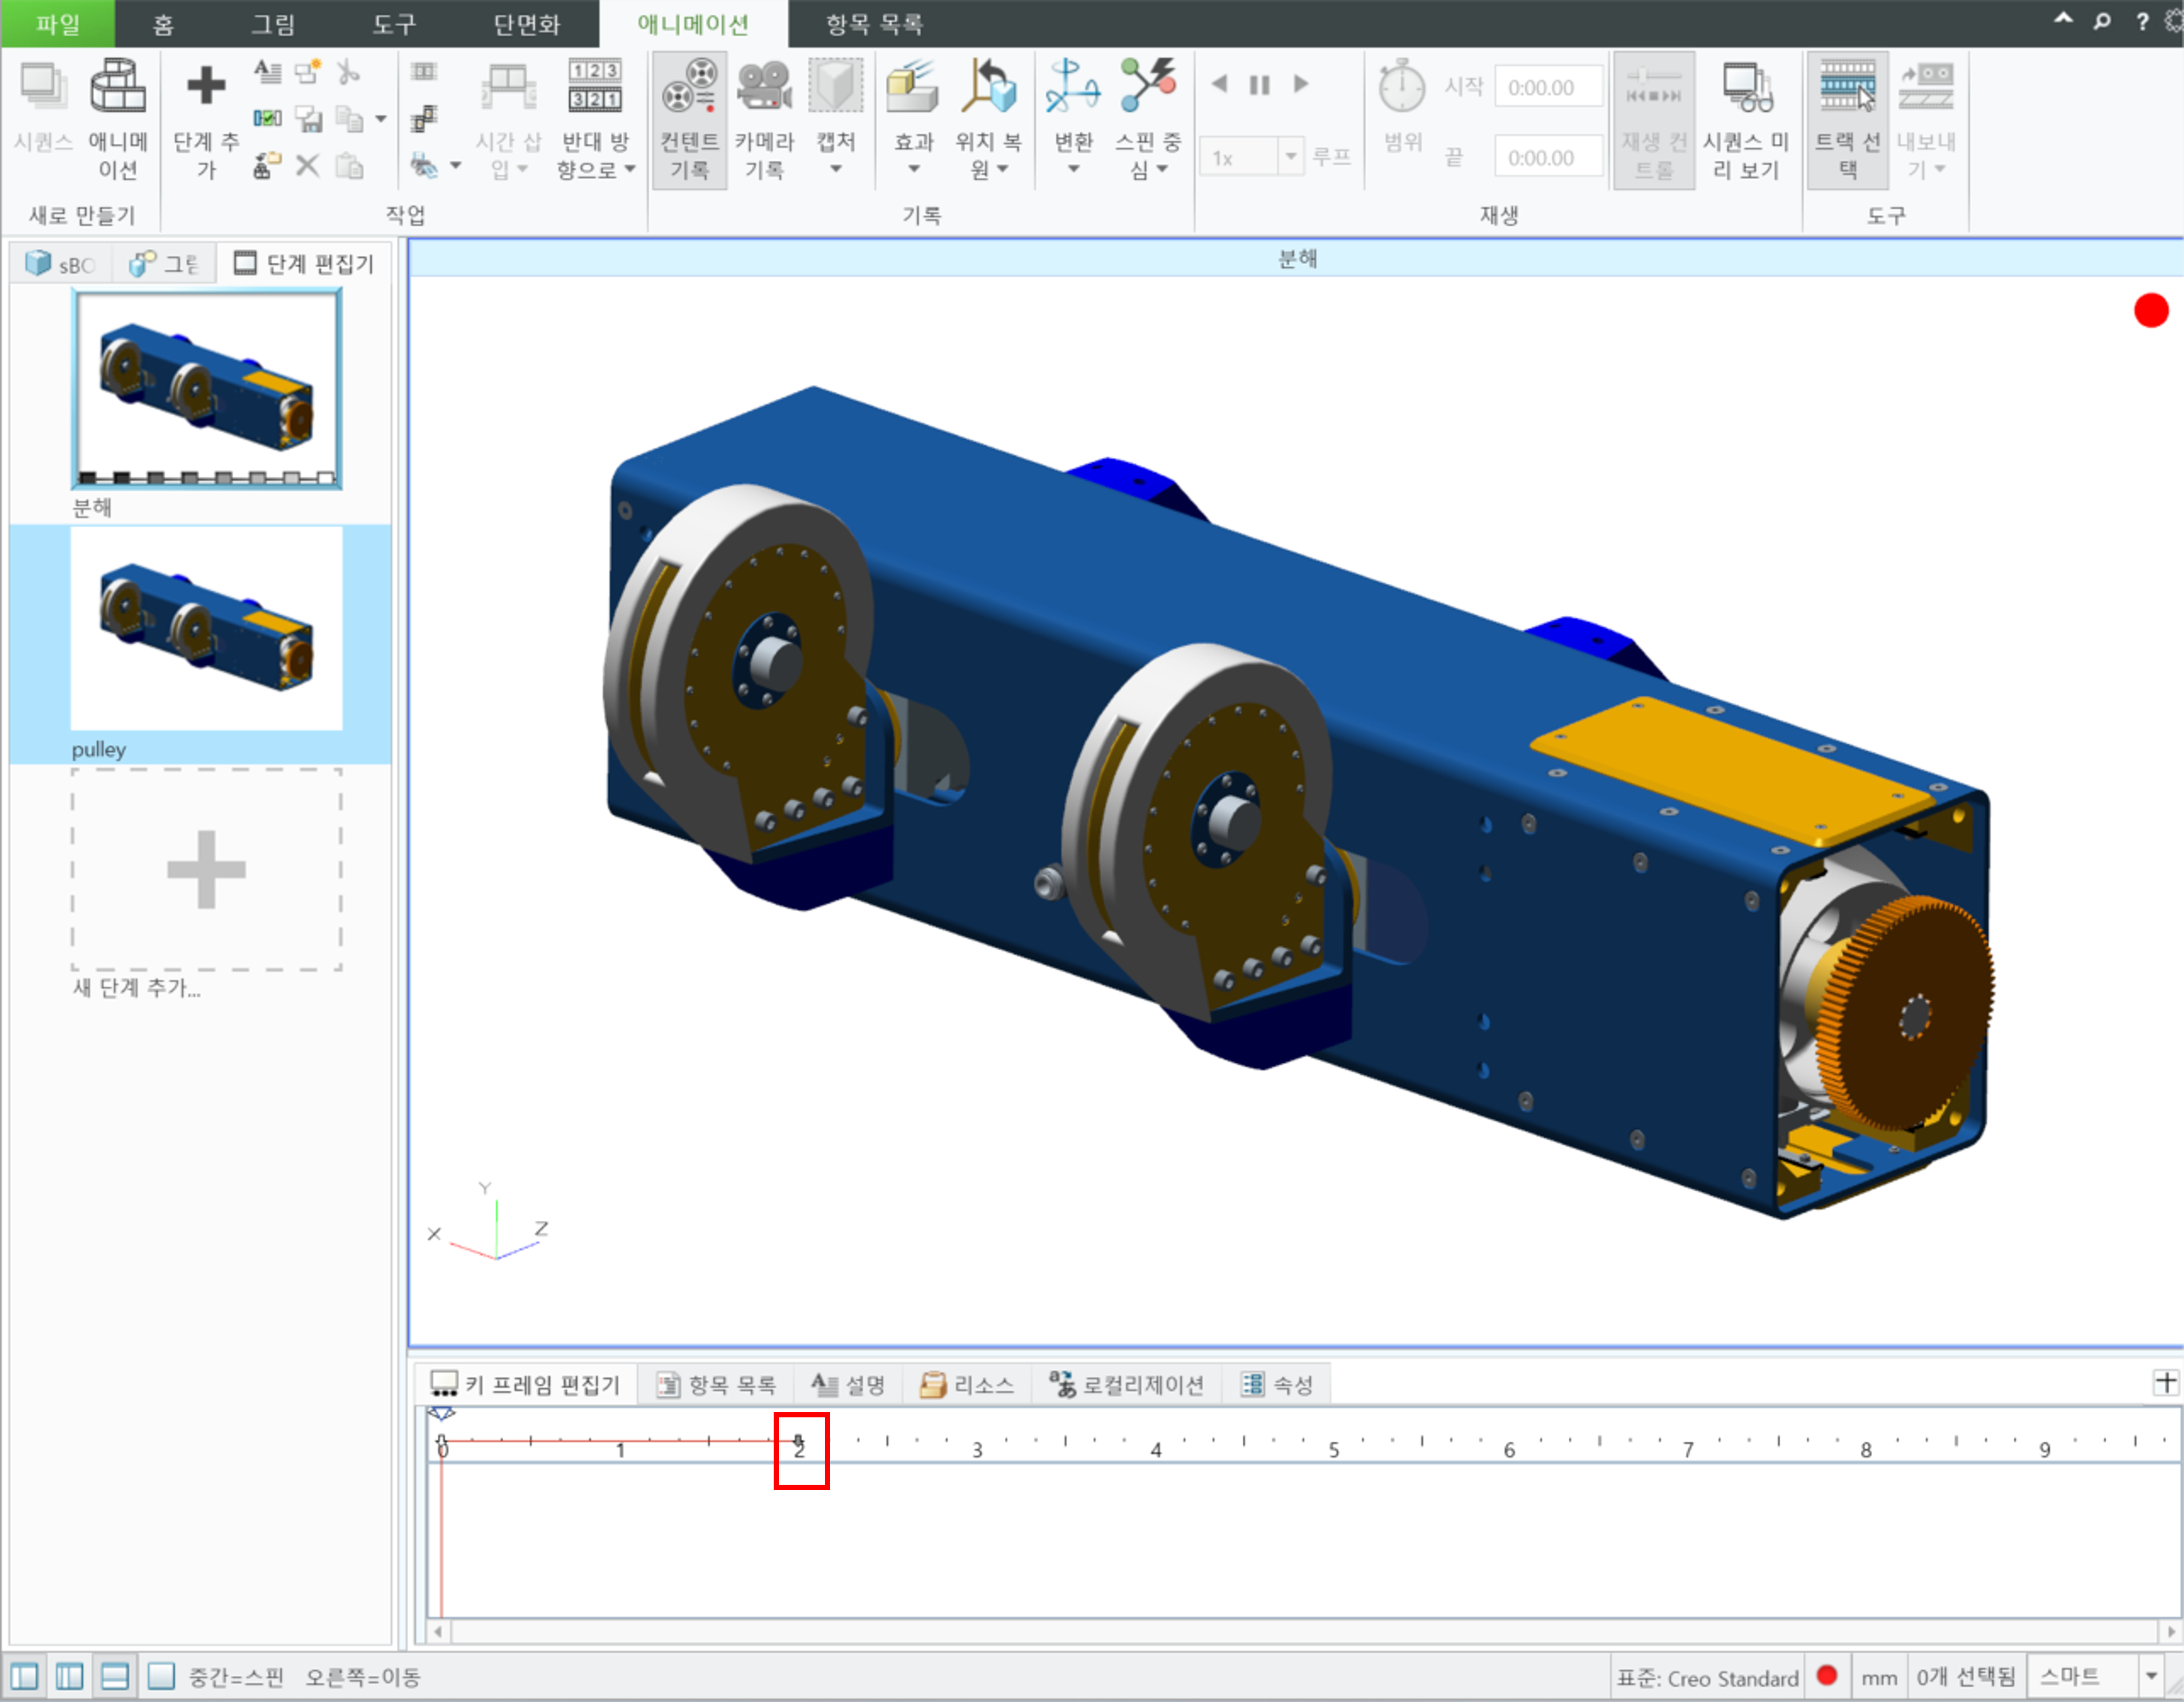 파일 홈 그림 도구 단면화 애니메이션 항목 목록
시퀀스
애니메이션
새로 만들기
단계 추가
시간 삽입
1 2 3
3 2 1
반대 방향으로
작업
컨텐트 기록
카메라 기록
캡처
효과
위치 복원
변환
스핀 중심
기록
1x
루프
범위
시작 0:00.00
끝 0:00.00
재생 컨트롤
시퀀스 미리 보기
재생
트랙 선택
내보내기
도구
sBO 그림 단계 편집기
분해
분해
pulley
새 단계 추가...
Y
X
Z
키 프레임 편집기 항목 목록 설명 리소스 로컬리제이션 속성
0 1 2 3 4 5 6 7 8 9
중간=스핀 오른쪽=이동
표준: Creo Standard mm 0개 선택됨 스마트